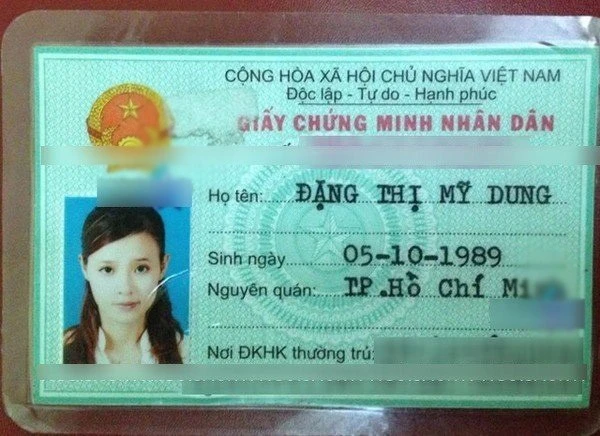 CỘNG HÒA XÃ HỘI CHỦ NGHĨA VIỆT NAM
Độc lập - Tự do - Hạnh phúc
GIẤY CHỨNG MINH NHÂN DÂN
Họ tên: ĐẶNG THỊ MỸ DUNG
Sinh ngày 05-10-1989
Nguyên quán: TP.Hồ Chí
Nơi ĐKHK thường trú: